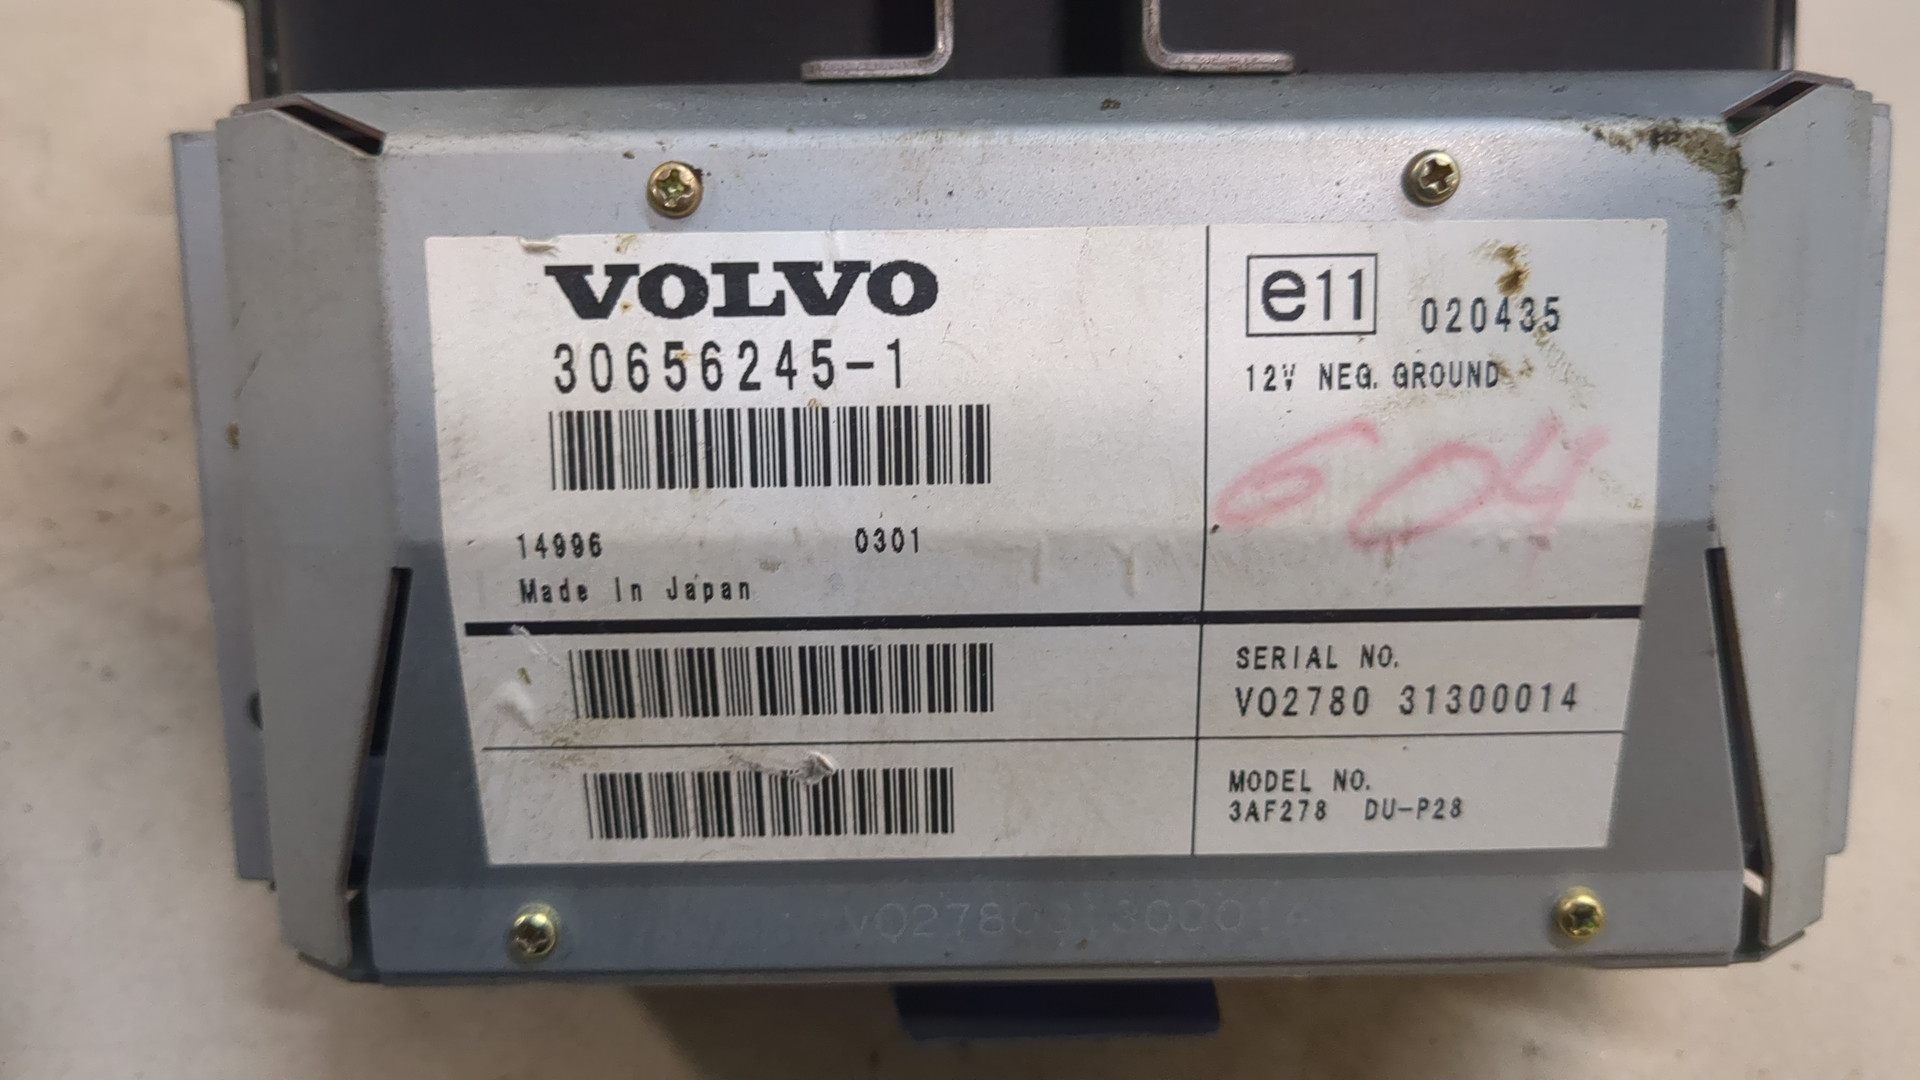 VOLVO
30656245-1
14996 0301
Made In Japan
e11 020435
12V NEG. GROUND
604
SERIAL NO.
VO2780 31300014
MODEL NO.
3AF278 DU-P28
VO278031300014